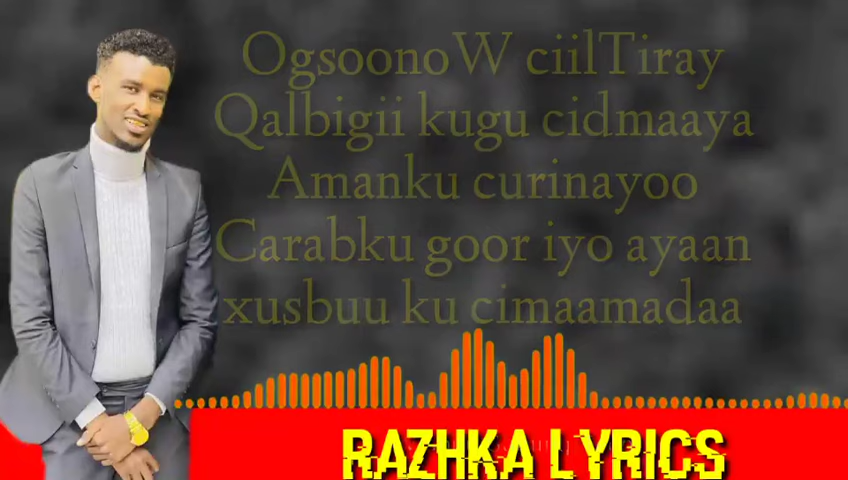 OgsoonoW ciilTiray
Qalbigii kugu cidmaaya
Amanku curinayoo
Carabku goor iyo ayaan
xusbuu ku cimaamadaa
RAZHKA LYRICS